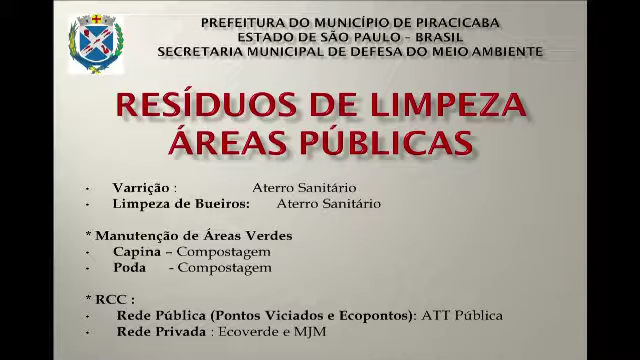 PREFEITURA DO MUNICÍPIO DE PIRACICABA
ESTADO DE SÃO PAULO – BRASIL
SECRETARIA MUNICIPAL DE DEFESA DO MEIO AMBIENTE
RESÍDUOS DE LIMPEZA
ÁREAS PÚBLICAS
• Varrição : Aterro Sanitário
• Limpeza de Bueiros: Aterro Sanitário
* Manutenção de Áreas Verdes
• Capina – Compostagem
• Poda - Compostagem
* RCC :
• Rede Pública (Pontos Viciados e Ecopontos): ATT Pública
• Rede Privada : Ecoverde e MJM